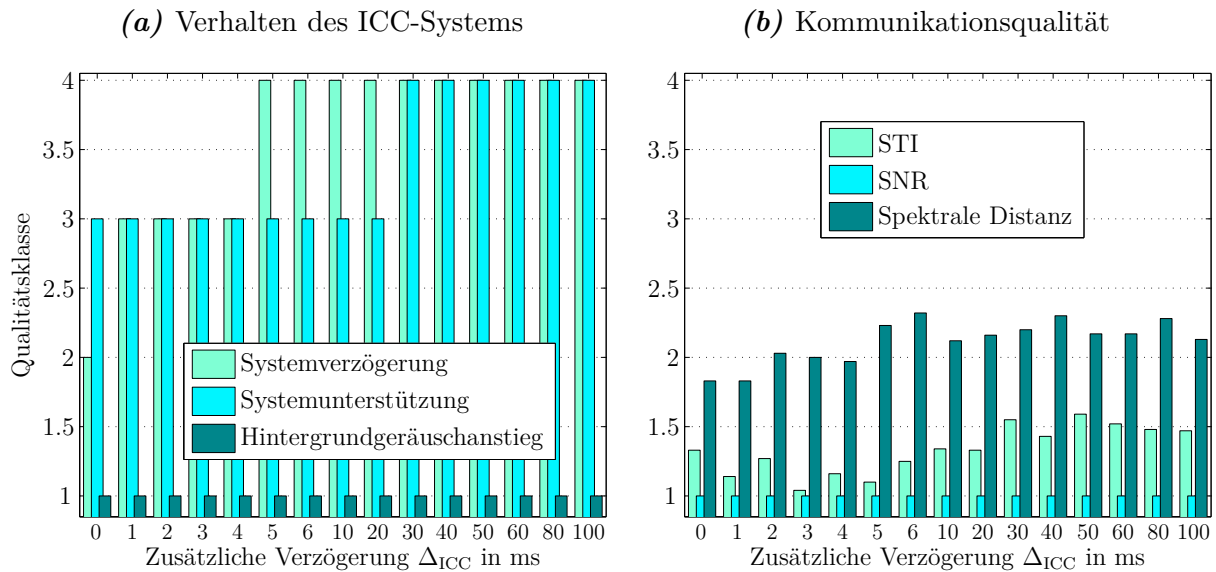 (a) Verhalten des ICC-Systems
Qualitätsklasse
4
3.5
3
2.5
2
1.5
1
Systemverzögerung
Systemunterstützung
Hintergrundgeräuschanstieg
0 1 2 3 4 5 6 10 20 30 40 50 60 80 100
Zusätzliche Verzögerung Δ_ICC in ms
(b) Kommunikationsqualität
4
3.5
3
2.5
2
1.5
1
STI
SNR
Spektrale Distanz
0 1 2 3 4 5 6 10 20 30 40 50 60 80 100
Zusätzliche Verzögerung Δ_ICC in ms